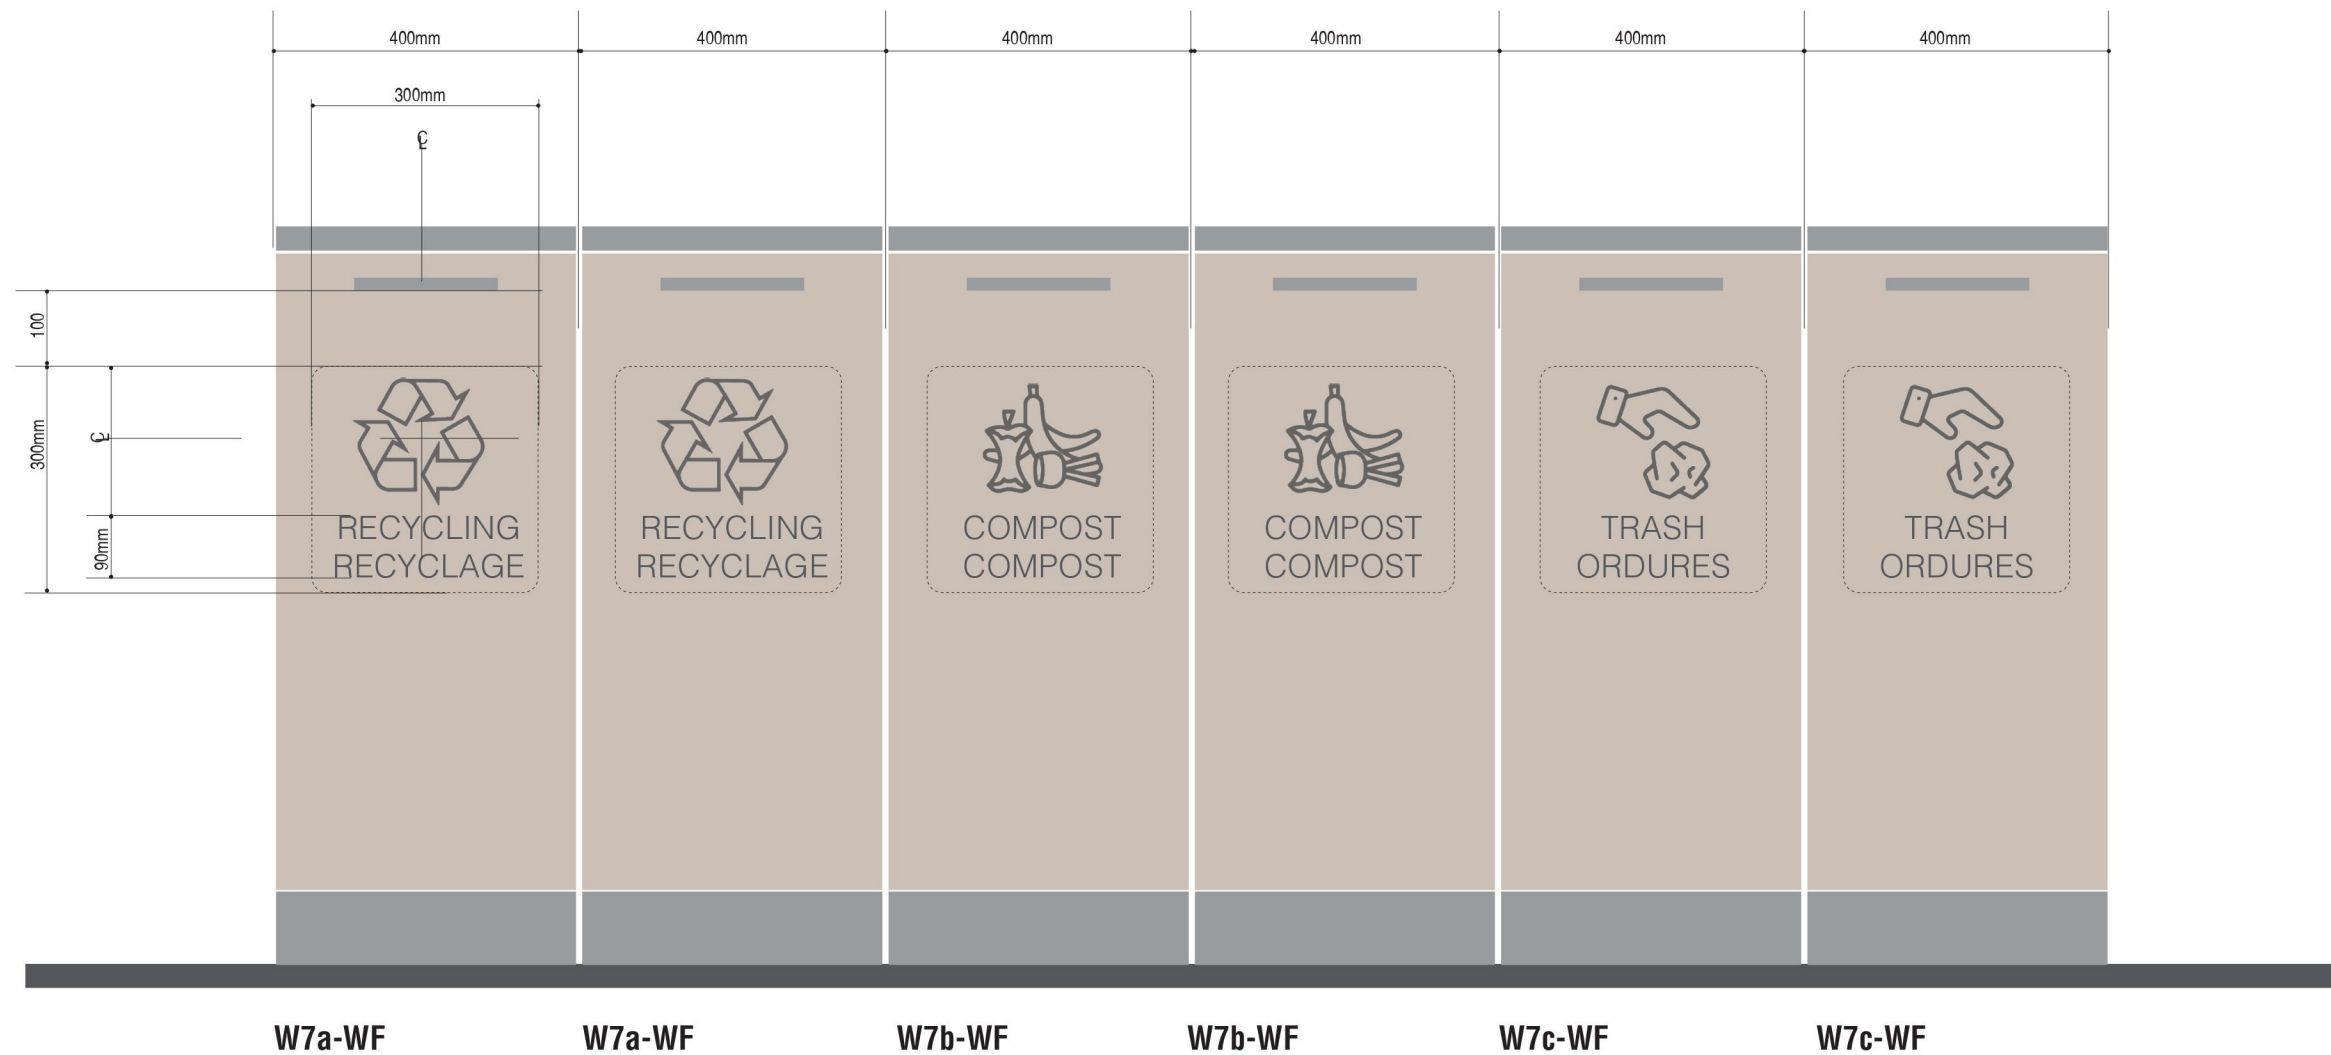 400mm 400mm 400mm 400mm 400mm 400mm
300mm
℄
100
300mm
℄
90mm
RECYCLING
RECYCLAGE
RECYCLING
RECYCLAGE
COMPOST
COMPOST
COMPOST
COMPOST
TRASH
ORDURES
TRASH
ORDURES
W7a-WF W7a-WF W7b-WF W7b-WF W7c-WF W7c-WF